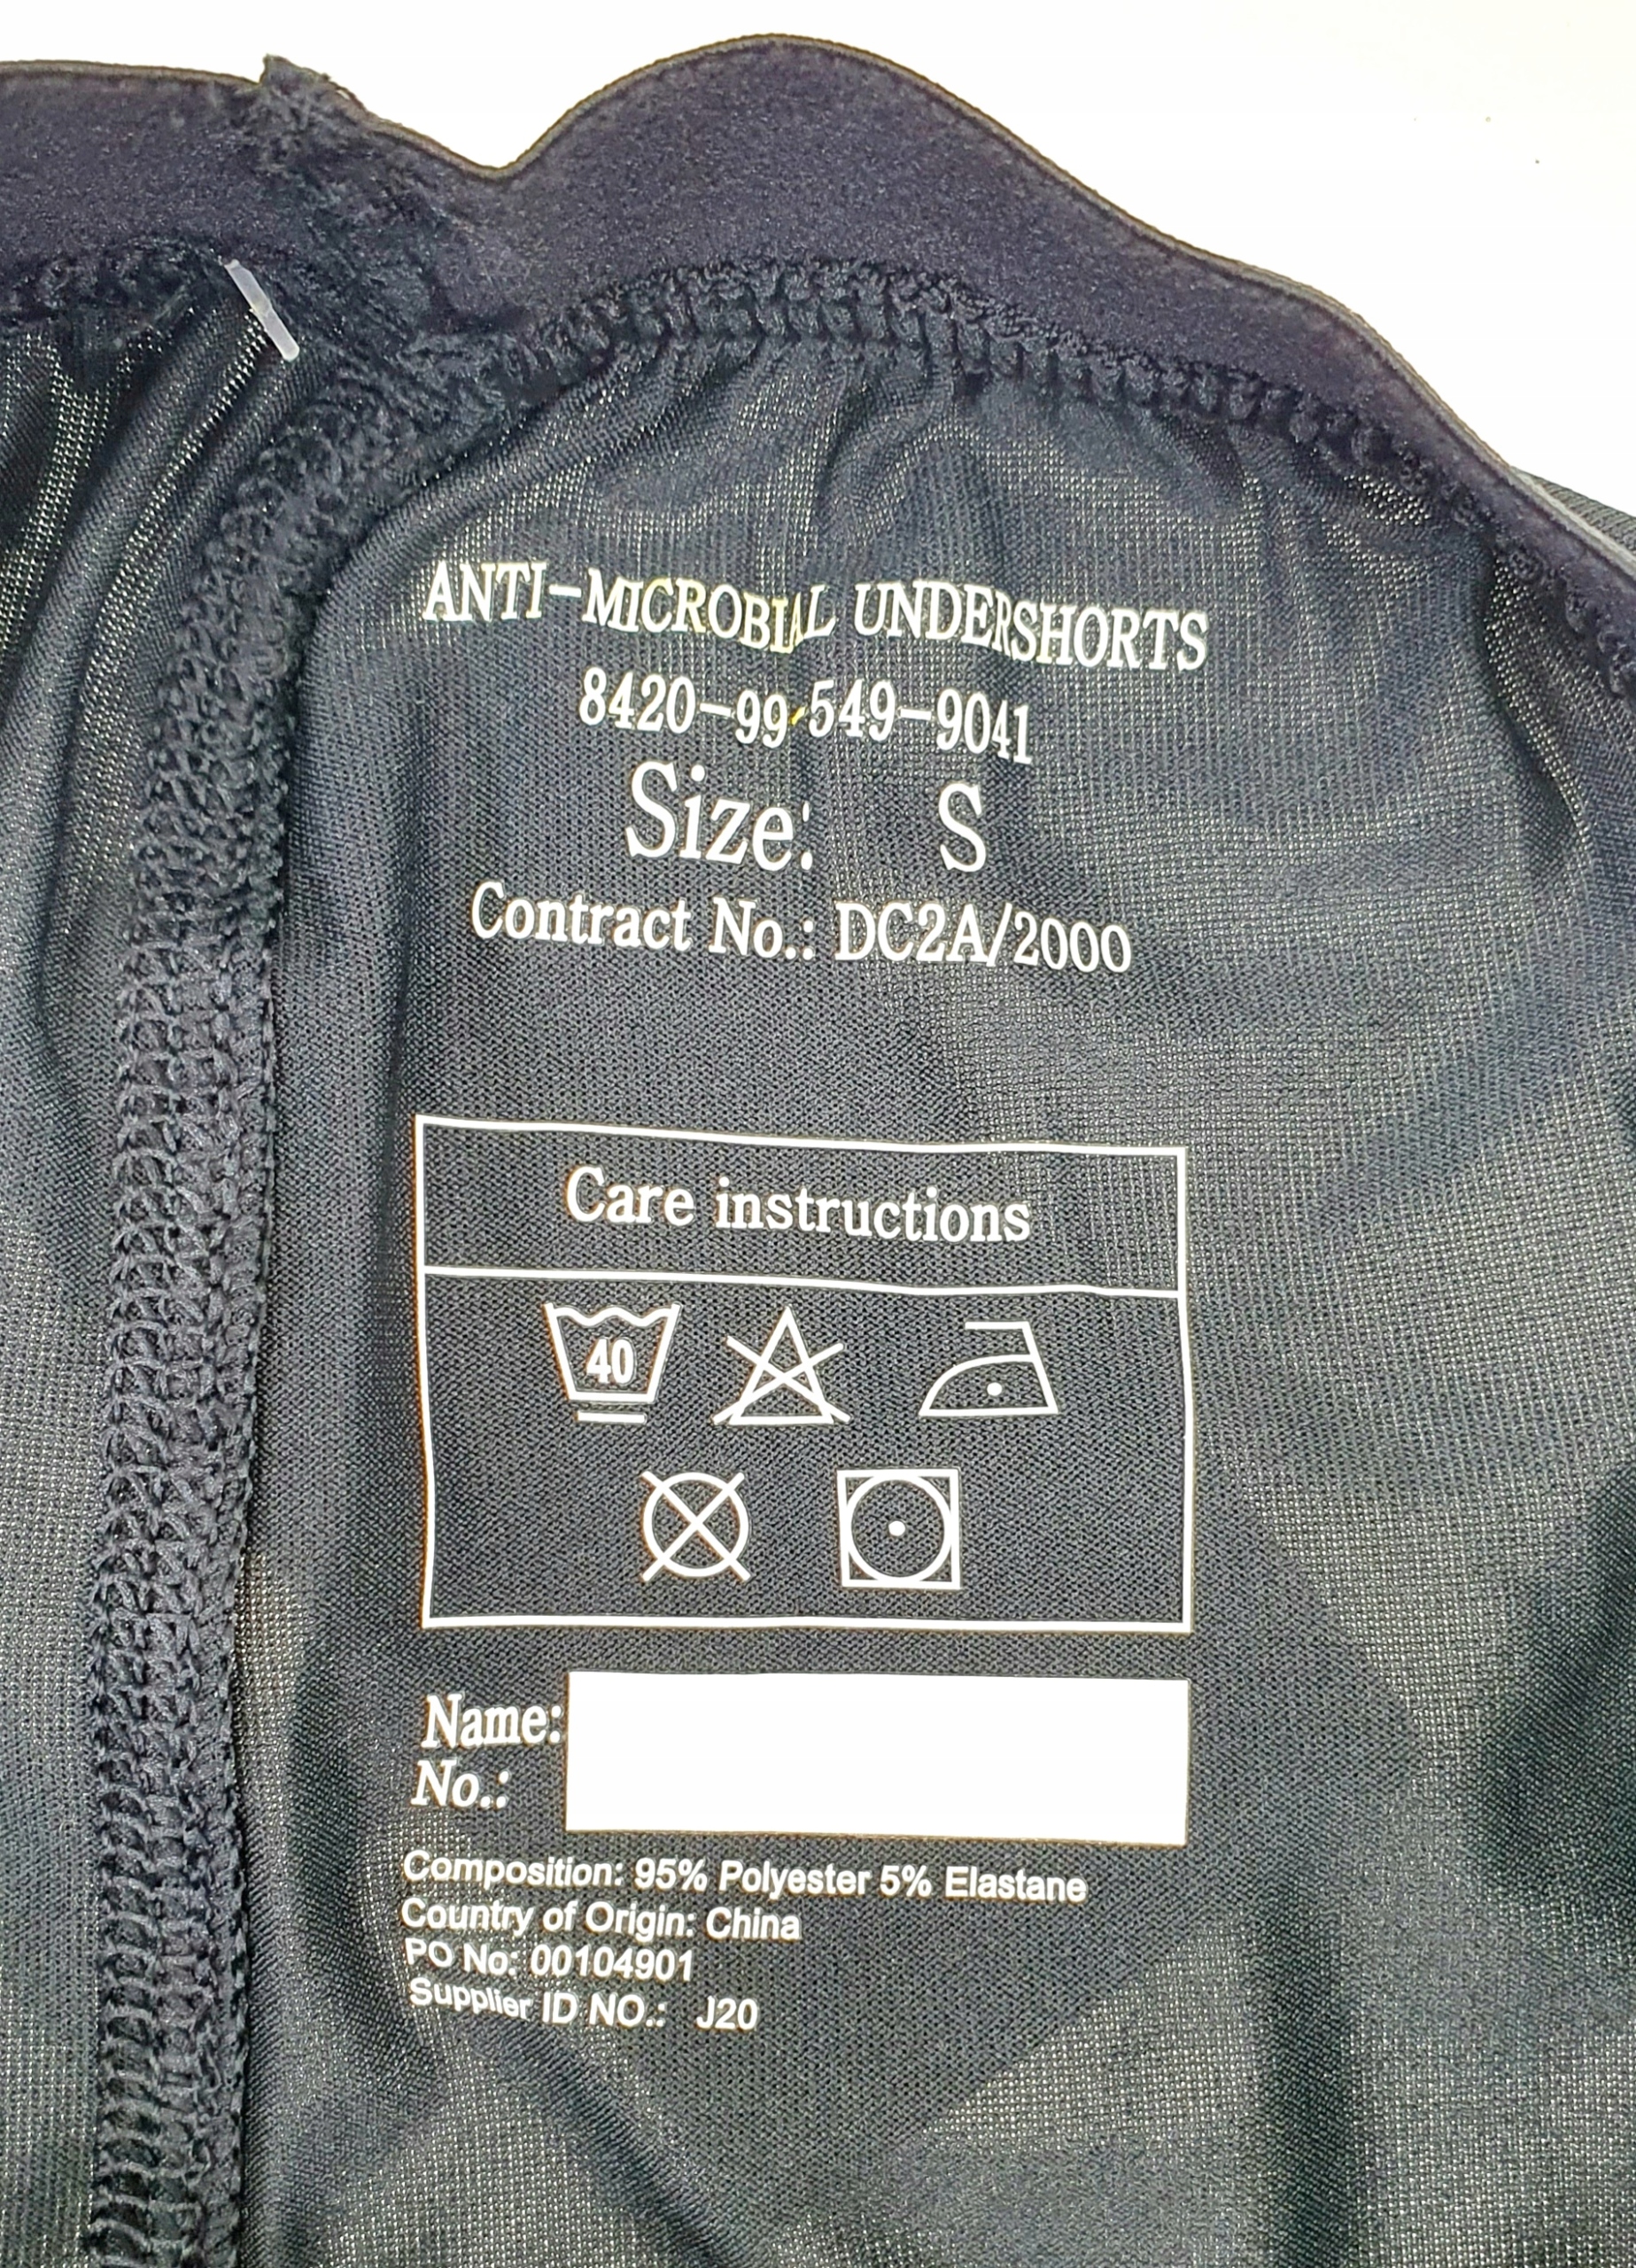 ANTI-MICROBIAL UNDERSHORTS
8420-99-549-9041
Size: S
Contract No.: DC2A/2000
Care instructions
40
Name:
No.:
Composition: 95% Polyester 5% Elastane
Country of Origin: China
PO No: 00104901
Supplier ID NO.: J20